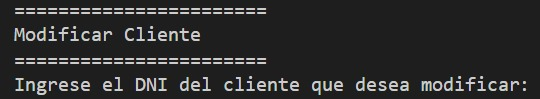 =======================
Modificar Cliente
=======================
Ingrese el DNI del cliente que desea modificar: